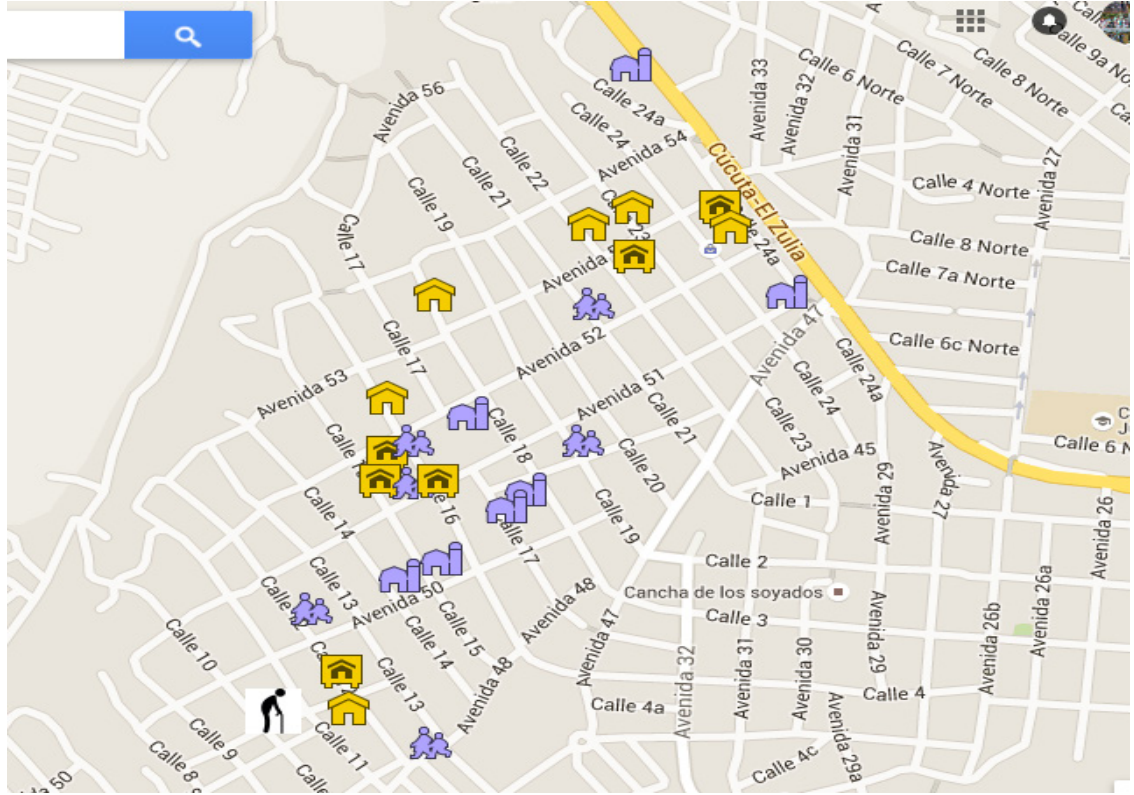 Calle 9a No
Calle 8 Norte
Calle 7 Norte
Calle 6 Norte
Avenida 33
Avenida 32
Avenida 31
Avenida 27
Avenida 56
Calle 24a
Calle 24
Avenida 54
Calle 22
Calle 21
Calle 19
Cúcuta-El Zulia
Calle 4 Norte
Calle 17
Calle 8 Norte
Calle 7a Norte
Avenida 47
Calle 6c Norte
Calle 17
Avenida 52
Avenida 53
Avenida 51
Calle 24a
Calle 24
Calle 21
Calle 23
Calle 18
Calle 20
Avenida 45
Calle 6 N
Calle 1
Avenida 29
Avenida 27
Avenida 26
Calle 16
Calle 14
Calle 17
Calle 19
Calle 2
Cancha de los soyados
Calle 3
Calle 13
Avenida 50
Avenida 48
Calle 15
Calle 14
Calle 10
Avenida 47
Avenida 32
Avenida 31
Avenida 30
Avenida 29
Avenida 26b
Avenida 26a
Calle 13
Avenida 48
Calle 4
Calle 4a
Calle 9
Calle 11
Calle 8
Calle 4c
Avenida 29a